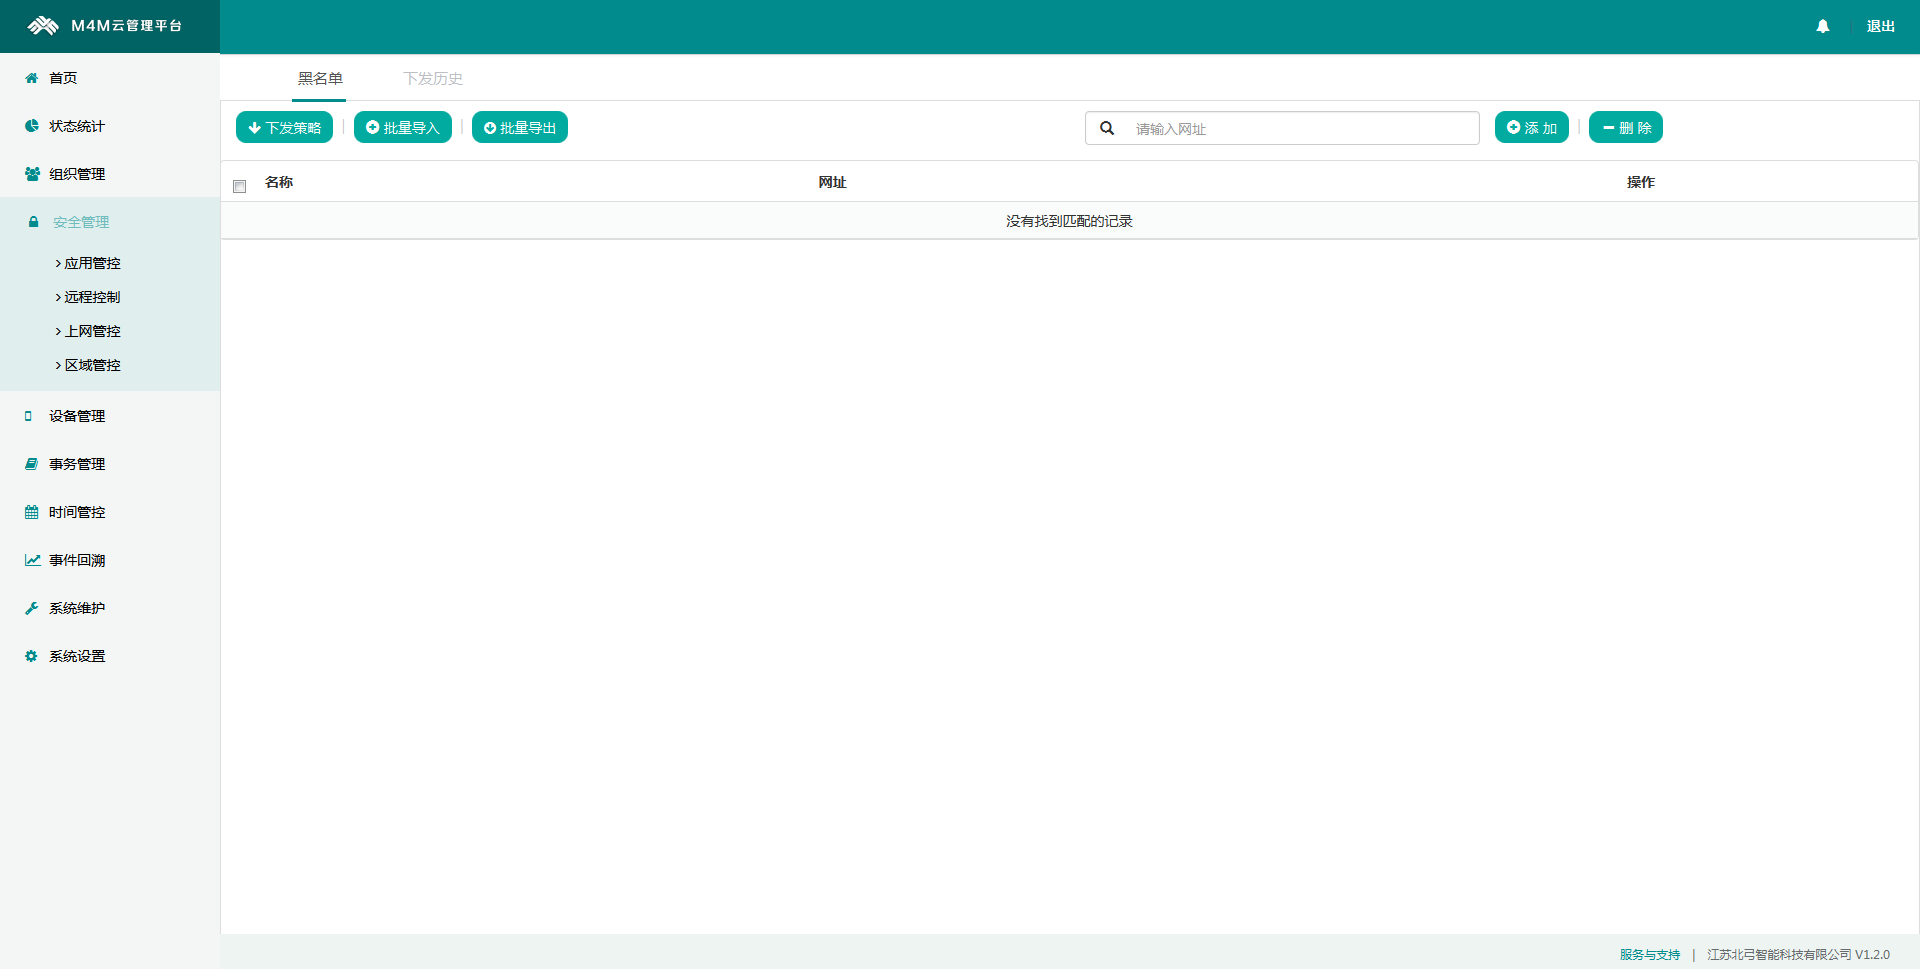 M4M云管理平台
退出
首页
状态统计
组织管理
安全管理
应用管控
远程控制
上网管控
区域管控
设备管理
事务管理
时间管控
事件回溯
系统维护
系统设置
黑名单 下发历史
下发策略 批量导入 批量导出 请输入网址 添 加 删 除
名称 网址 操作
没有找到匹配的记录
服务与支持 | 江苏北弓智能科技有限公司 V1.2.0